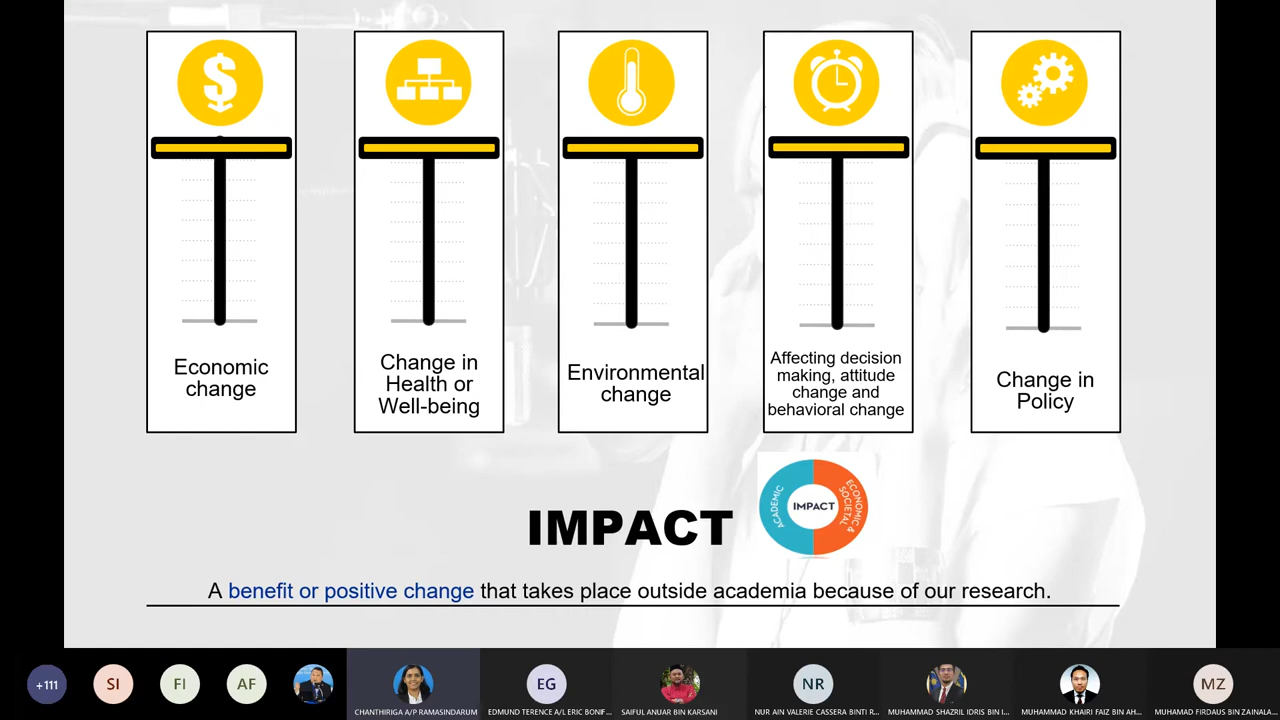 Economic
change
Change in
Health or
Well-being
Environmental
change
Affecting decision
making, attitude
change and
behavioral change
Change in
Policy
IMPACT
ACADEMIC
IMPACT
ECONOMIC &
SOCIETAL
A benefit or positive change that takes place outside academia because of our research.
+111
SI
FI
AF
CHANTHIRIGA A/P RAMASINDARUM
EG
EDMUND TERENCE A/L ERIC BONIF...
SAIFUL ANUAR BIN KARSANI
NR
NUR AIN VALERIE CASSERA BINTI R...
MUHAMMAD SHAZRIL IDRIS BIN I...
MUHAMMAD KHAIRI FAIZ BIN AH...
MZ
MUHAMAD FIRDAUS BIN ZAINALA...